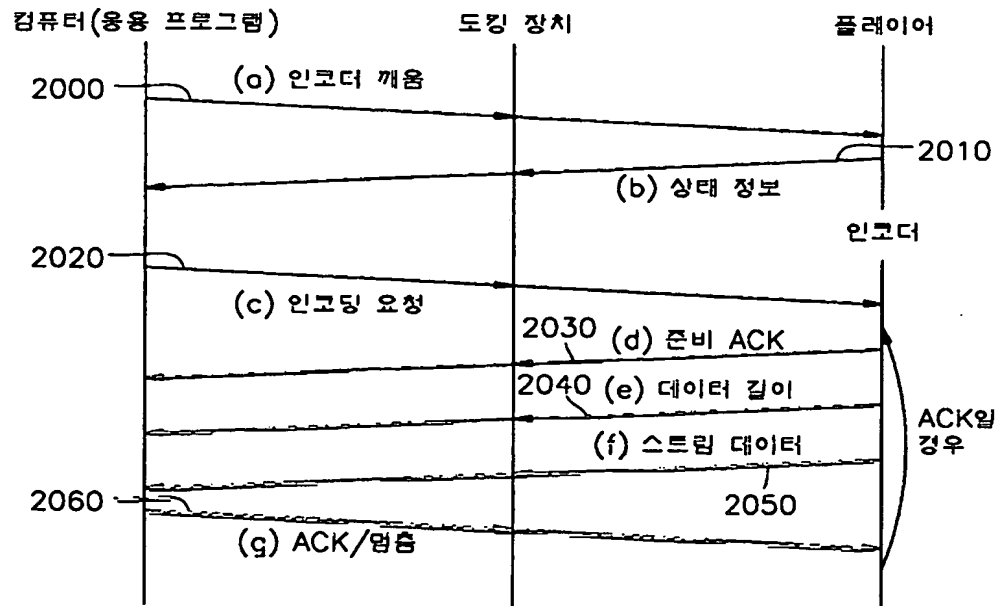 컴퓨터(응용 프로그램) 도킹 장치 플레이어
2000 (a) 인코더 깨움
2010
(b) 상태 정보
인코더
2020
(c) 인코딩 요청
2030 (d) 준비 ACK
2040 (e) 데이터 길이
ACK일
경우
(f) 스트림 데이터
2050
2060
(g) ACK/멈춤